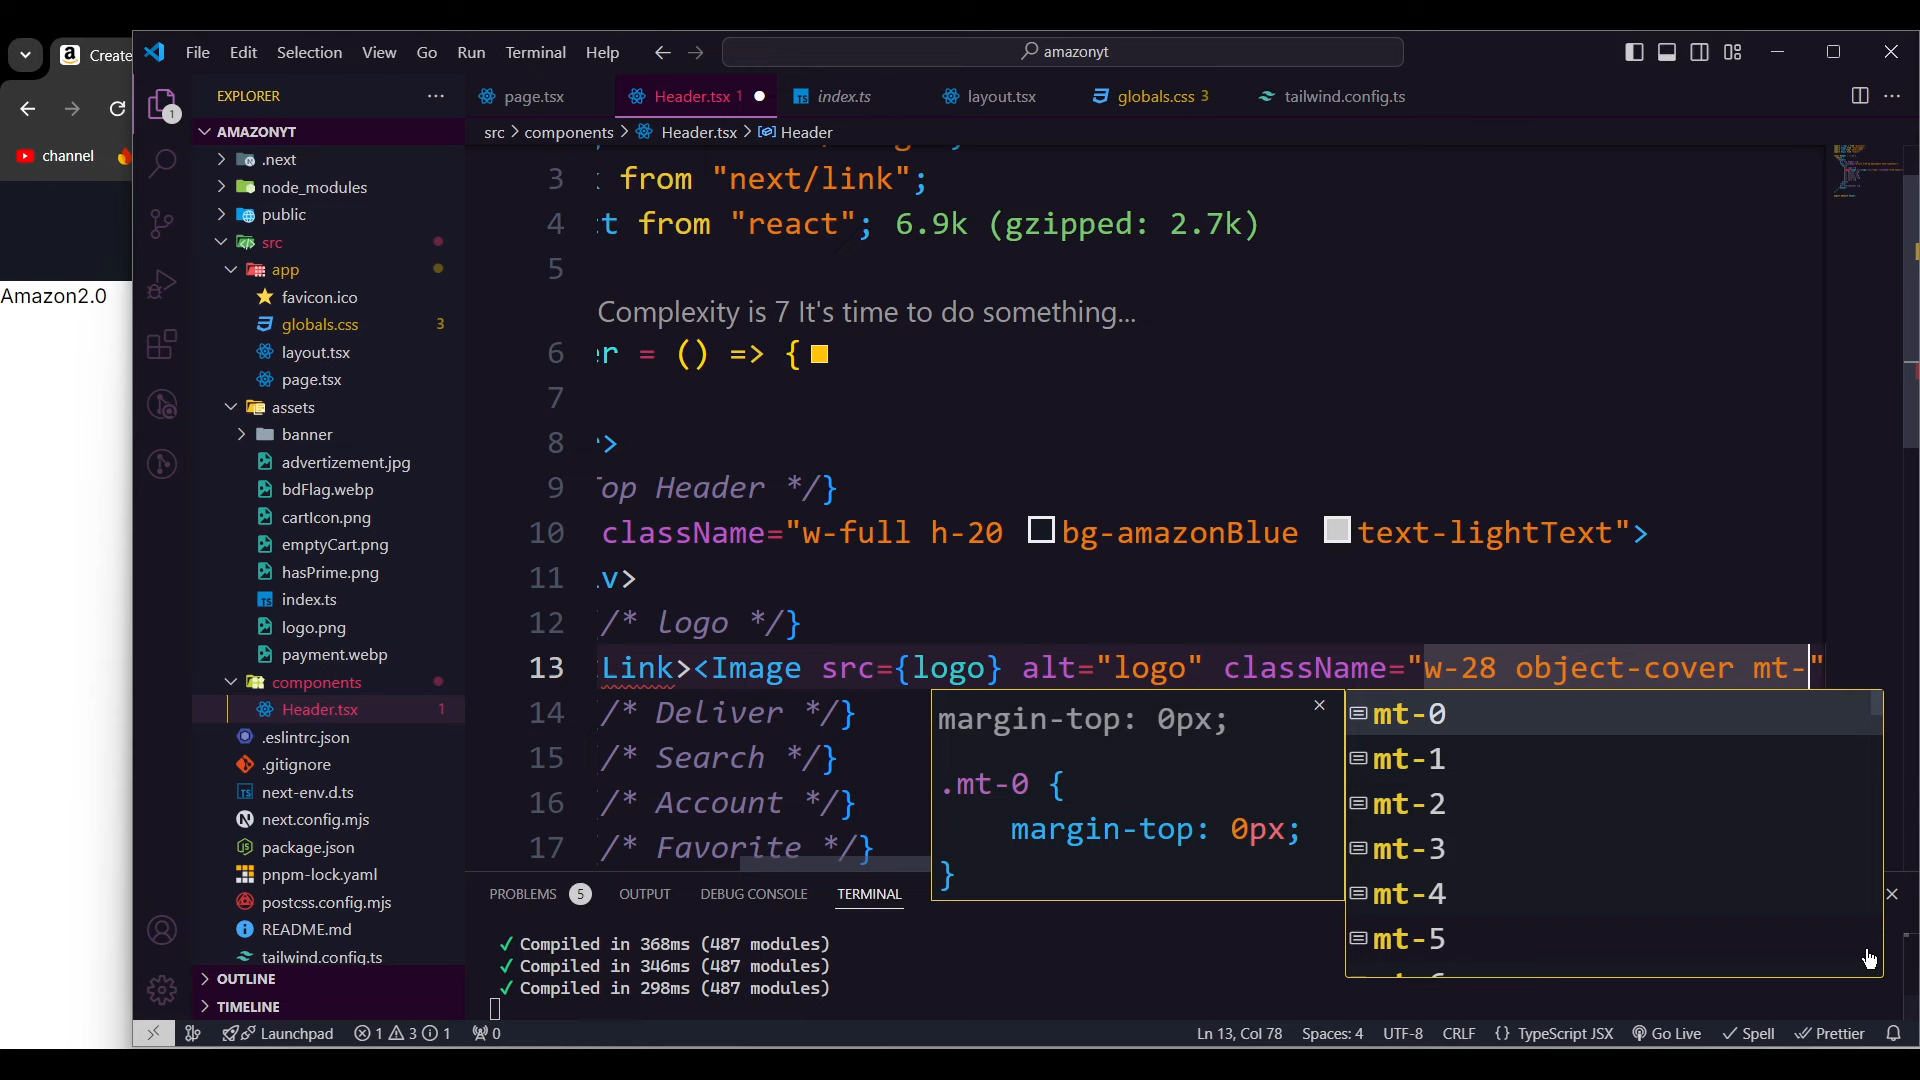 Create
File Edit Selection View Go Run Terminal Help
amazonyt
channel
Amazon2.0
EXPLORER
AMAZONYT
.next
node_modules
public
src
app
favicon.ico
globals.css 3
layout.tsx
page.tsx
assets
banner
advertizement.jpg
bdFlag.webp
cartIcon.png
emptyCart.png
hasPrime.png
index.ts
logo.png
payment.webp
components
Header.tsx 1
.eslintrc.json
.gitignore
next-env.d.ts
next.config.mjs
package.json
pnpm-lock.yaml
postcss.config.mjs
README.md
tailwind.config.ts
OUTLINE
TIMELINE
1
page.tsx Header.tsx 1 index.ts layout.tsx globals.css 3 tailwind.config.ts
src > components > Header.tsx > Header
3 from "next/link";
4 t from "react"; 6.9k (gzipped: 2.7k)
5
Complexity is 7 It's time to do something...
6 r = () => {
7
8 >
9 op Header */}
10 className="w-full h-20 bg-amazonBlue text-lightText">
11 v>
12 /* logo */}
13 Link><Image src={logo} alt="logo" className="w-28 object-cover mt-"
14 /* Deliver */}
15 /* Search */}
16 /* Account */}
17 /* Favorite */}
margin-top: 0px;
.mt-0 {
margin-top: 0px;
}
mt-0
mt-1
mt-2
mt-3
mt-4
mt-5
PROBLEMS 5 OUTPUT DEBUG CONSOLE TERMINAL
✓ Compiled in 368ms (487 modules)
✓ Compiled in 346ms (487 modules)
✓ Compiled in 298ms (487 modules)
Launchpad 1 3 1 0
Ln 13, Col 78 Spaces: 4 UTF-8 CRLF {} TypeScript JSX Go Live Spell Prettier